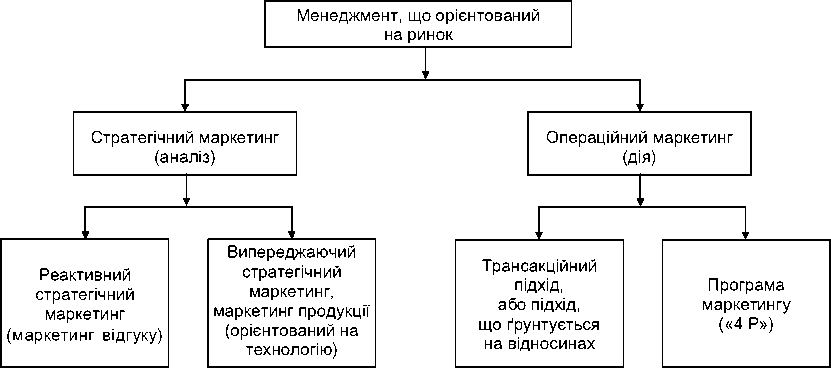 Менеджмент, що орієнтований
на ринок
Стратегічний маркетинг
(аналіз)
Операційний маркетинг
(дія)
Реактивний
стратегічний
маркетинг
(маркетинг відгуку)
Випереджаючий
стратегічний
маркетинг,
маркетинг продукції
(орієнтований на
технологію)
Трансакційний
підхід,
або підхід,
що ґрунтується
на відносинах
Програма
маркетингу
(«4 Р»)